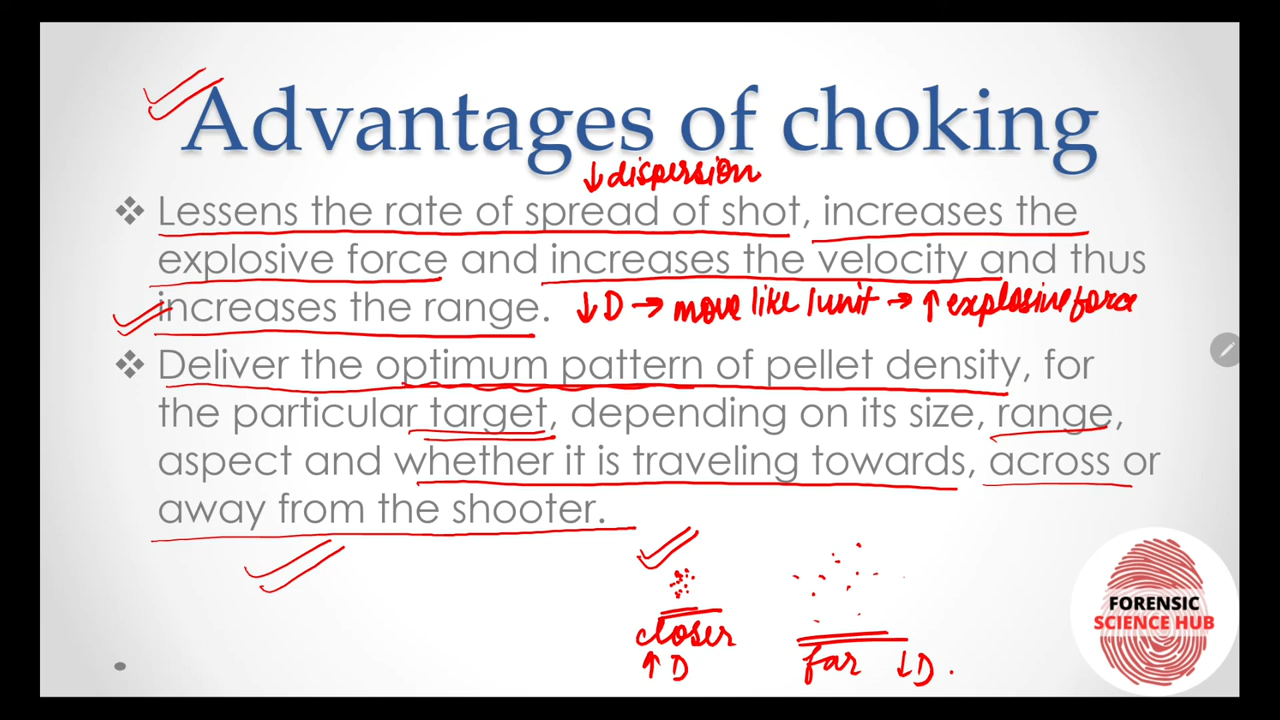 Advantages of choking
↓ dispersion
❖ Lessens the rate of spread of shot, increases the
explosive force and increases the velocity and thus
increases the range.
↓ D → move like 1 unit → ↑ explosive force
❖ Deliver the optimum pattern of pellet density, for
the particular target, depending on its size, range,
aspect and whether it is traveling towards, across or
away from the shooter.
closer
↑ D
far ↓ D.
FORENSIC
SCIENCE HUB